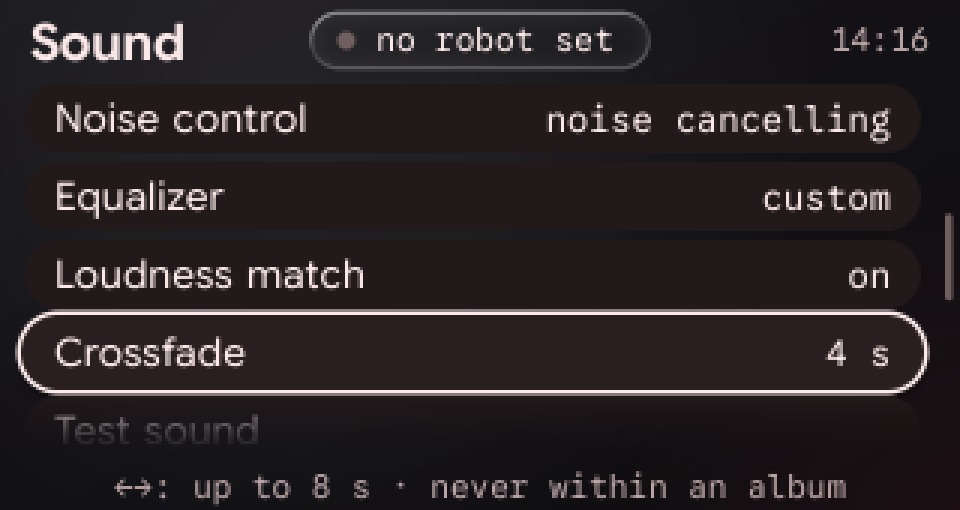 Sound
no robot set
14:16
Noise control
noise cancelling
Equalizer
custom
Loudness match
on
Crossfade
4 s
Test sound
↔: up to 8 s · never within an album